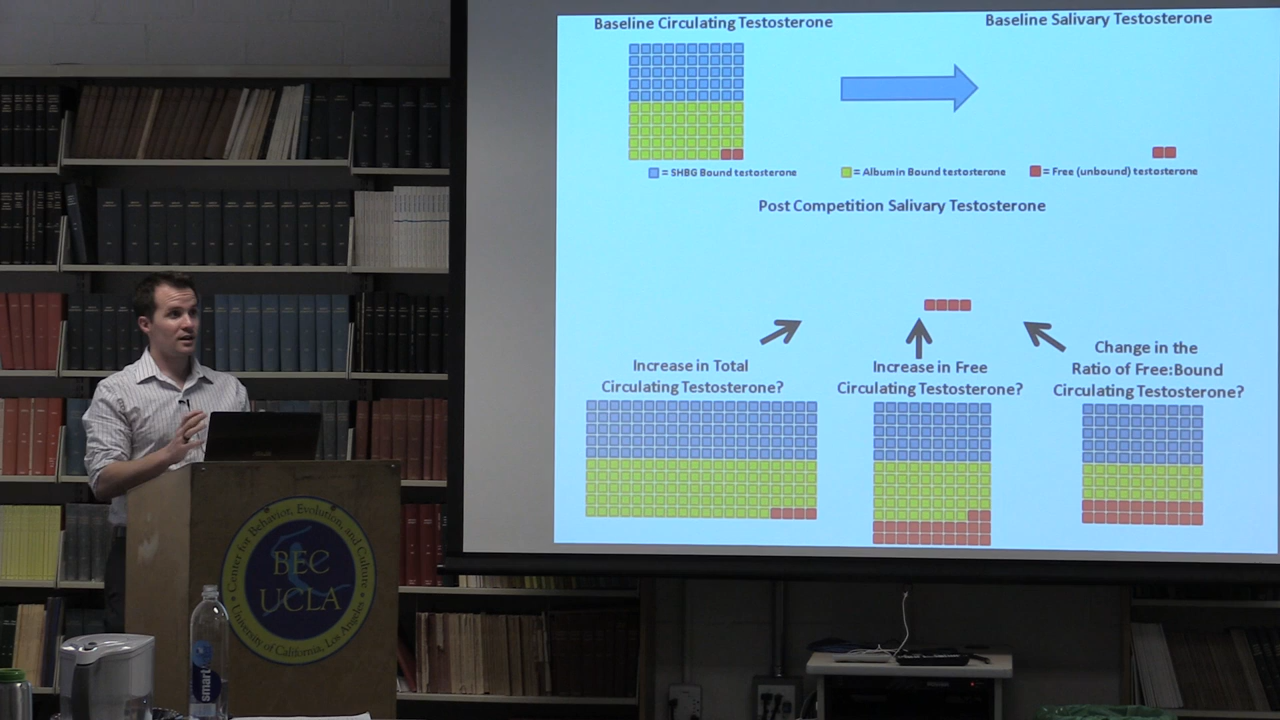 Baseline Circulating Testosterone
Baseline Salivary Testosterone
= SHBG Bound testosterone
= Albumin Bound testosterone
= Free (unbound) testosterone
Post Competition Salivary Testosterone
Increase in Total
Circulating Testosterone?
Increase in Free
Circulating Testosterone?
Change in the
Ratio of Free:Bound
Circulating Testosterone?
Center for Behavior, Evolution, and Culture
BEC
UCLA
University of California, Los Angeles
smart